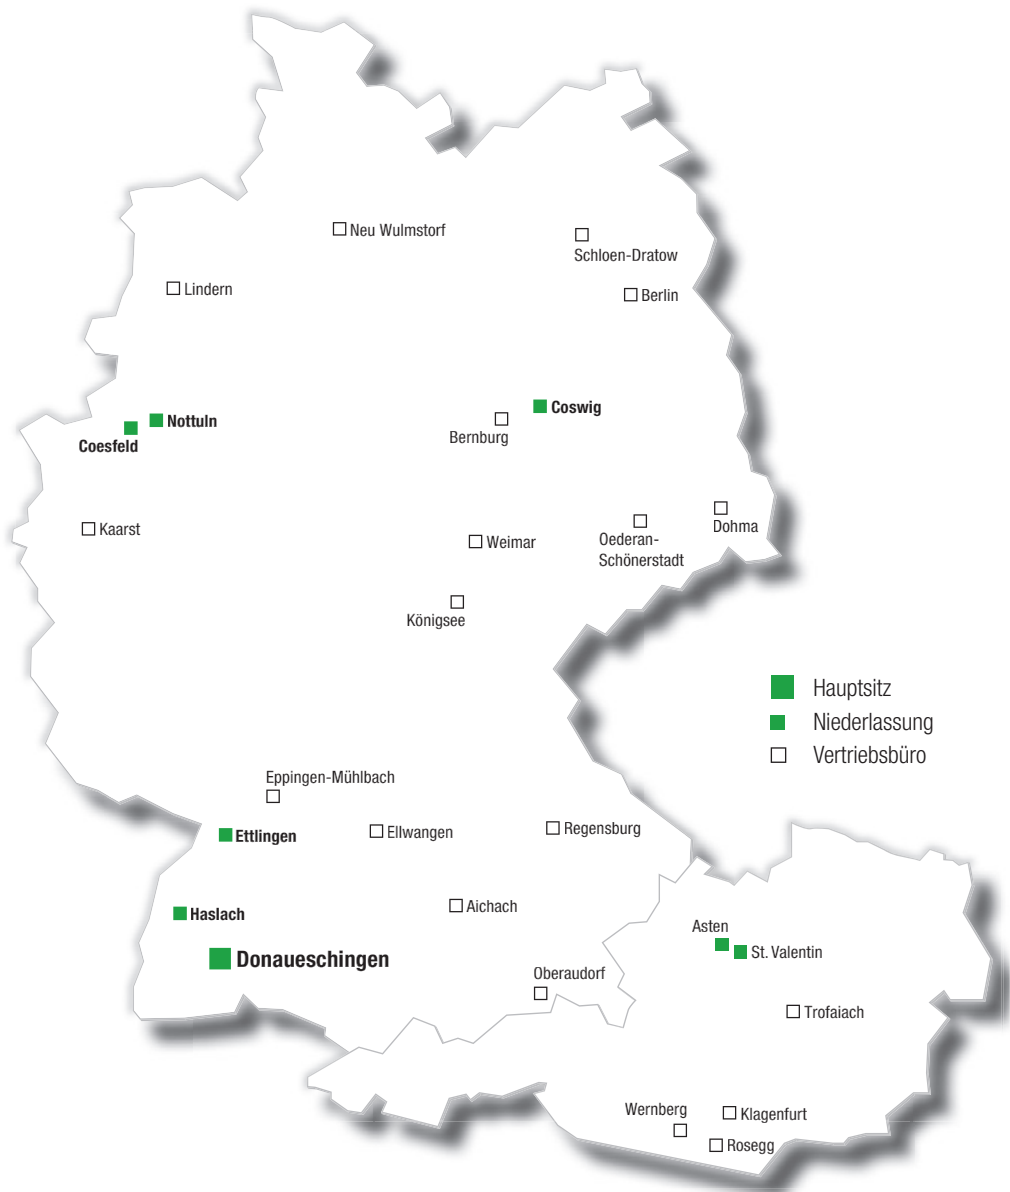 Neu Wulmstorf
Schloen-Dratow
Lindern
Berlin
Coswig
Nottuln
Bernburg
Coesfeld
Dohma
Kaarst
Oederan-
Schönerstadt
Weimar
Königsee
Hauptsitz
Niederlassung
Vertriebsbüro
Eppingen-Mühlbach
Ettlingen
Ellwangen
Regensburg
Haslach
Aichach
Asten
St. Valentin
Donaueschingen
Oberaudorf
Trofaiach
Wernberg
Klagenfurt
Rosegg